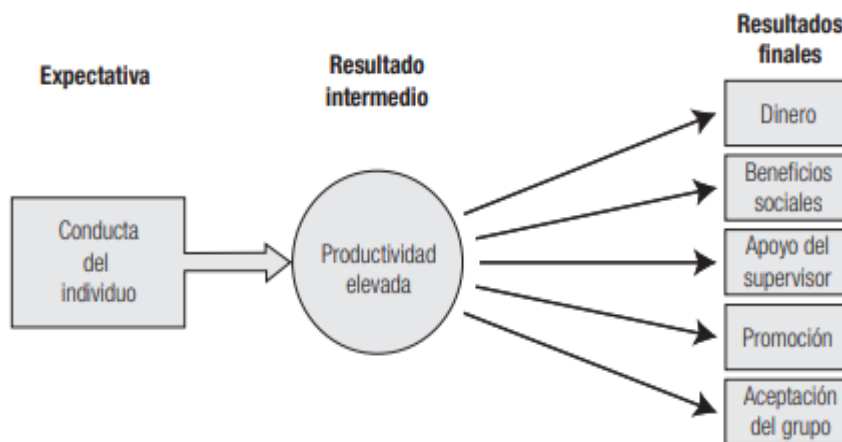 Expectativa
Resultado
intermedio
Resultados
finales
Conducta
del
individuo
Productividad
elevada
Dinero
Beneficios
sociales
Apoyo del
supervisor
Promoción
Aceptación
del grupo